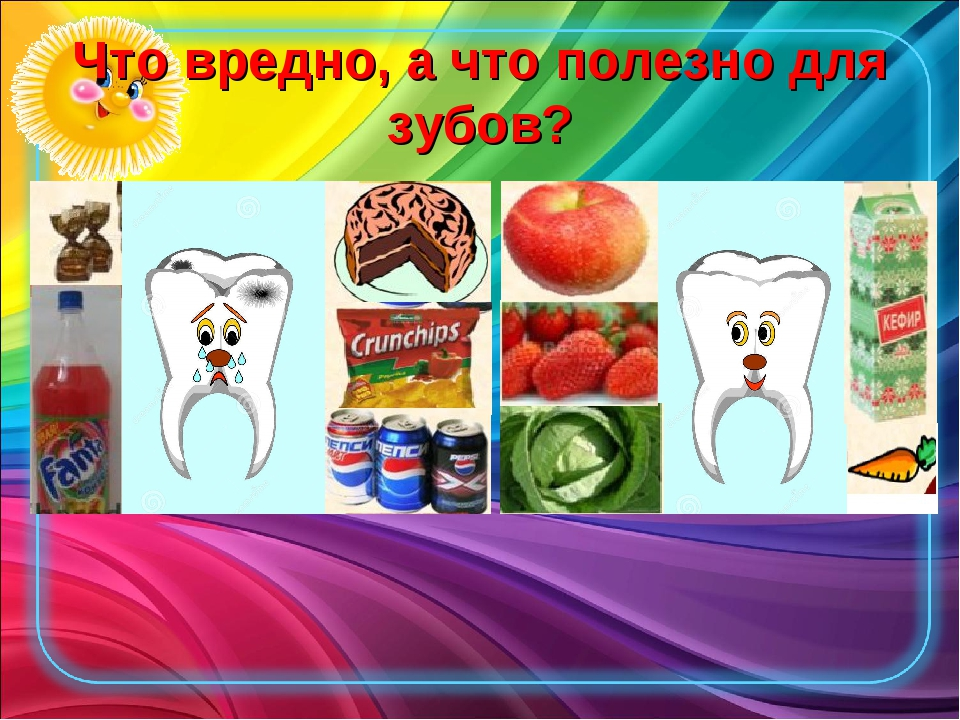 Что вредно, а что полезно для
зубов?
Crunchips
Fanta
ПЕПСИ
ПЕПСИ
PEPSI
X
КЕФИР